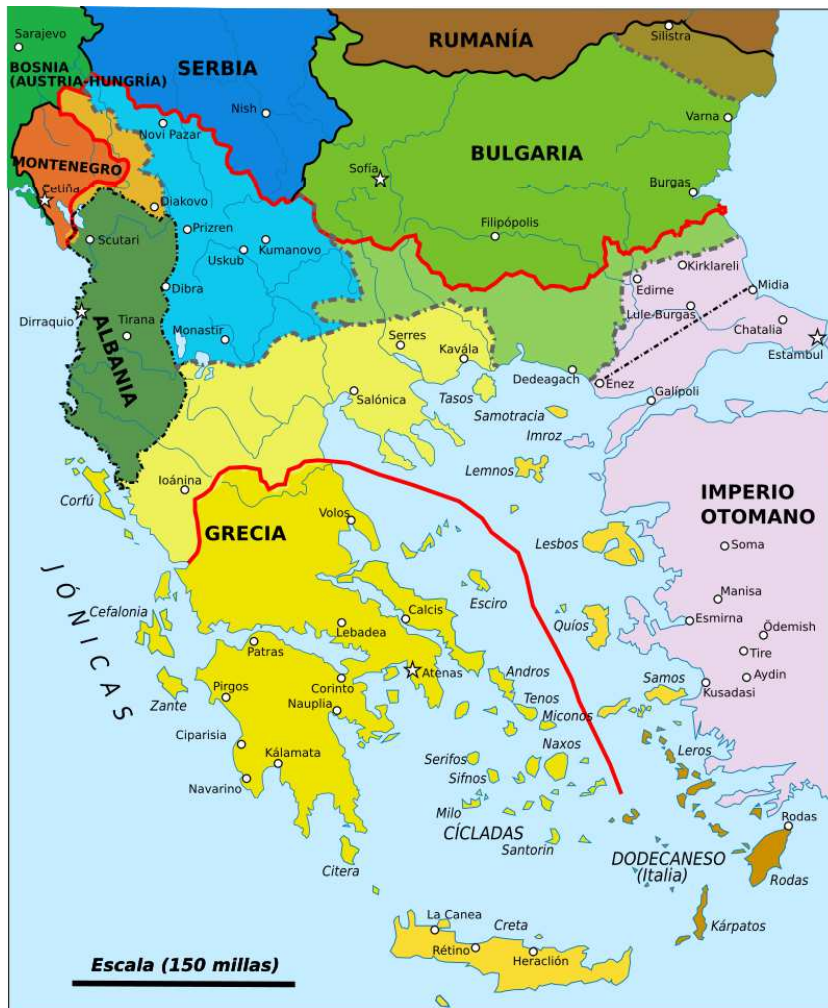 Sarajevo
BOSNIA
(AUSTRIA-HUNGRÍA)
SERBIA
RUMANÍA
Silistra
Nish
Novi Pazar
Varna
MONTENEGRO
Cetiña
Sofía
BULGARIA
Burgas
Diakovo
Scutari
Prizren
Uskub
Kumanovo
Filipópolis
Kirklareli
Edirne
Dibra
Midia
Lule-Burgas
Dirraquio
Tirana
ALBANIA
Monastir
Serres
Kavála
Chatalia
Estambul
Dedeagach
Enez
Galípoli
Salónica
Tasos
Samotracia
Imroz
Lemnos
Ioánina
Corfú
IMPERIO
OTOMANO
Volos
GRECIA
Lesbos
Soma
JÓNICAS
Cefalonia
Esciro
Manisa
Calcis
Lebadea
Quíos
Esmirna
Ödemish
Patras
Tire
Atenas
Andros
Samos
Aydin
Zante
Pirgos
Corinto
Kusadasi
Nauplia
Tenos
Miconos
Ciparisia
Kálamata
Naxos
Leros
Serifos
Sifnos
Navarino
Milo
CÍCLADAS
Santorín
Rodas
Citera
DODECANESO
(Italia)
Rodas
Kárpatos
La Canea
Creta
Rétino
Heraclión
Escala (150 millas)